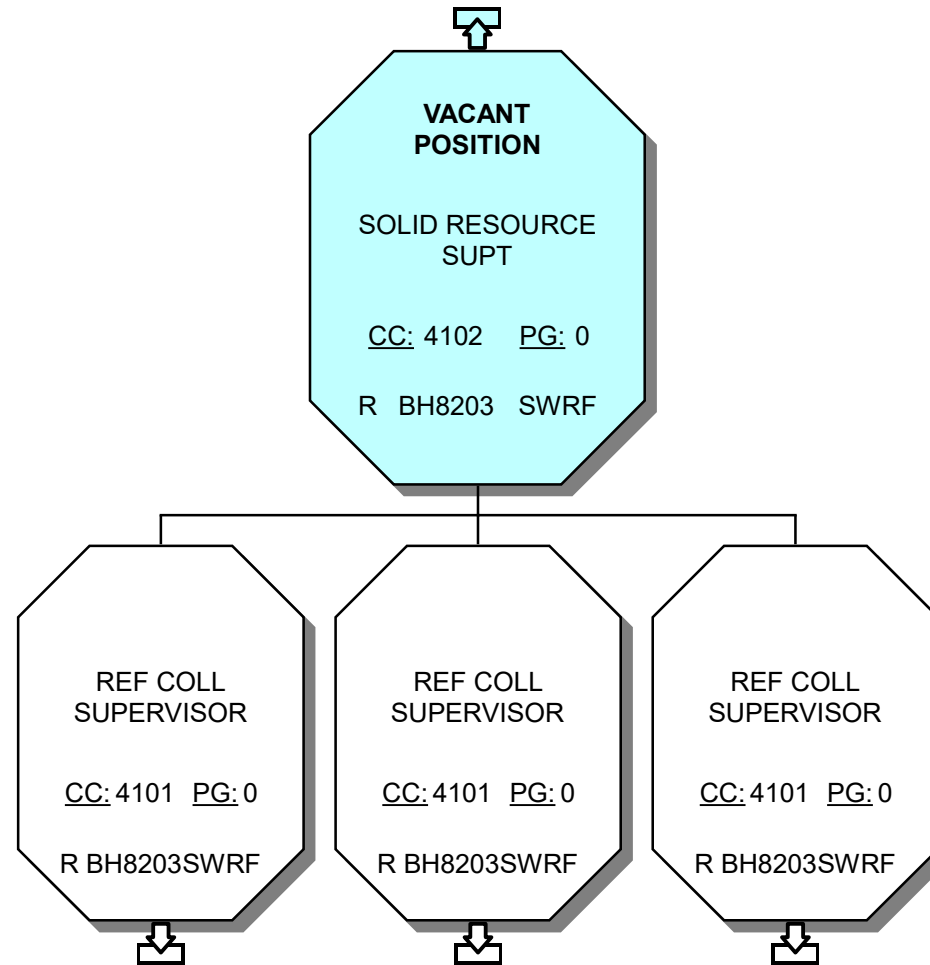 VACANT
POSITION
SOLID RESOURCE
SUPT
CC: 4102 PG: 0
R BH8203 SWRF
REF COLL
SUPERVISOR
CC: 4101 PG: 0
R BH8203SWRF
REF COLL
SUPERVISOR
CC: 4101 PG: 0
R BH8203SWRF
REF COLL
SUPERVISOR
CC: 4101 PG: 0
R BH8203SWRF